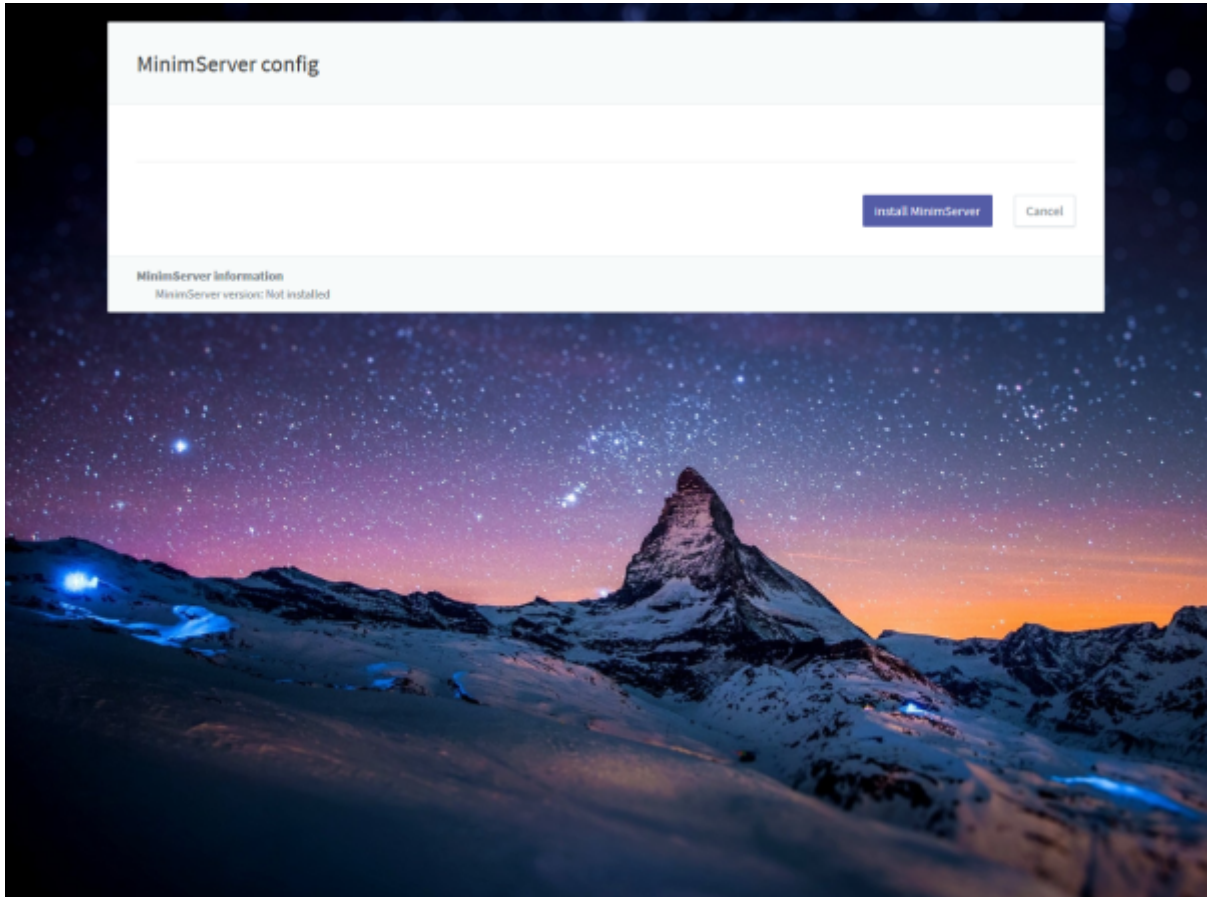 MinimServer config
install MinimServer
Cancel
MinimServer information
MinimServer version: Not installed